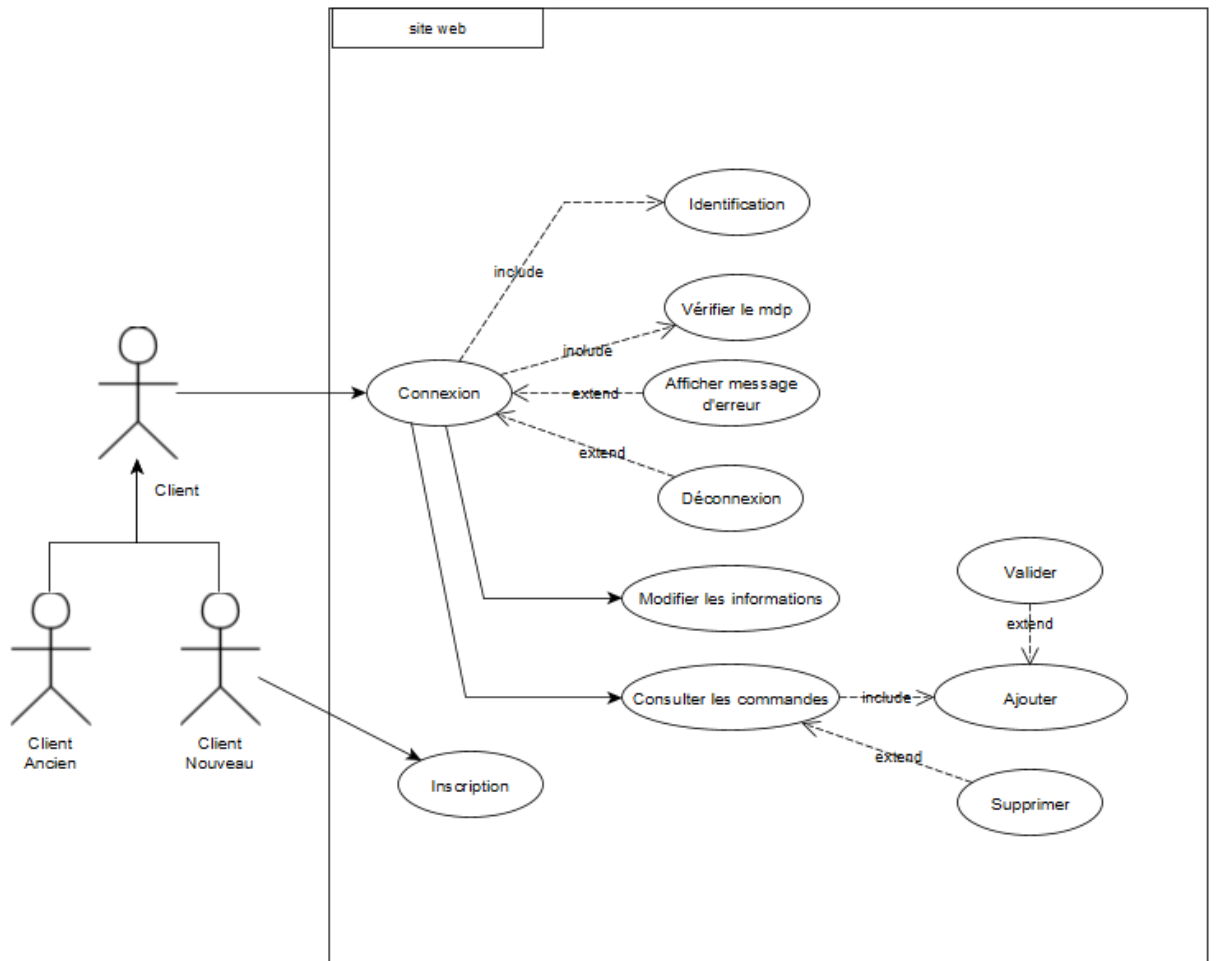 site web
Identification
include
Vérifier le mdp
include
Connexion
extend
Afficher message
d'erreur
extend
Client
Déconnexion
Valider
extend
Modifier les informations
Consulter les commandes
include
Ajouter
Client
Ancien
Client
Nouveau
extend
Inscription
Supprimer